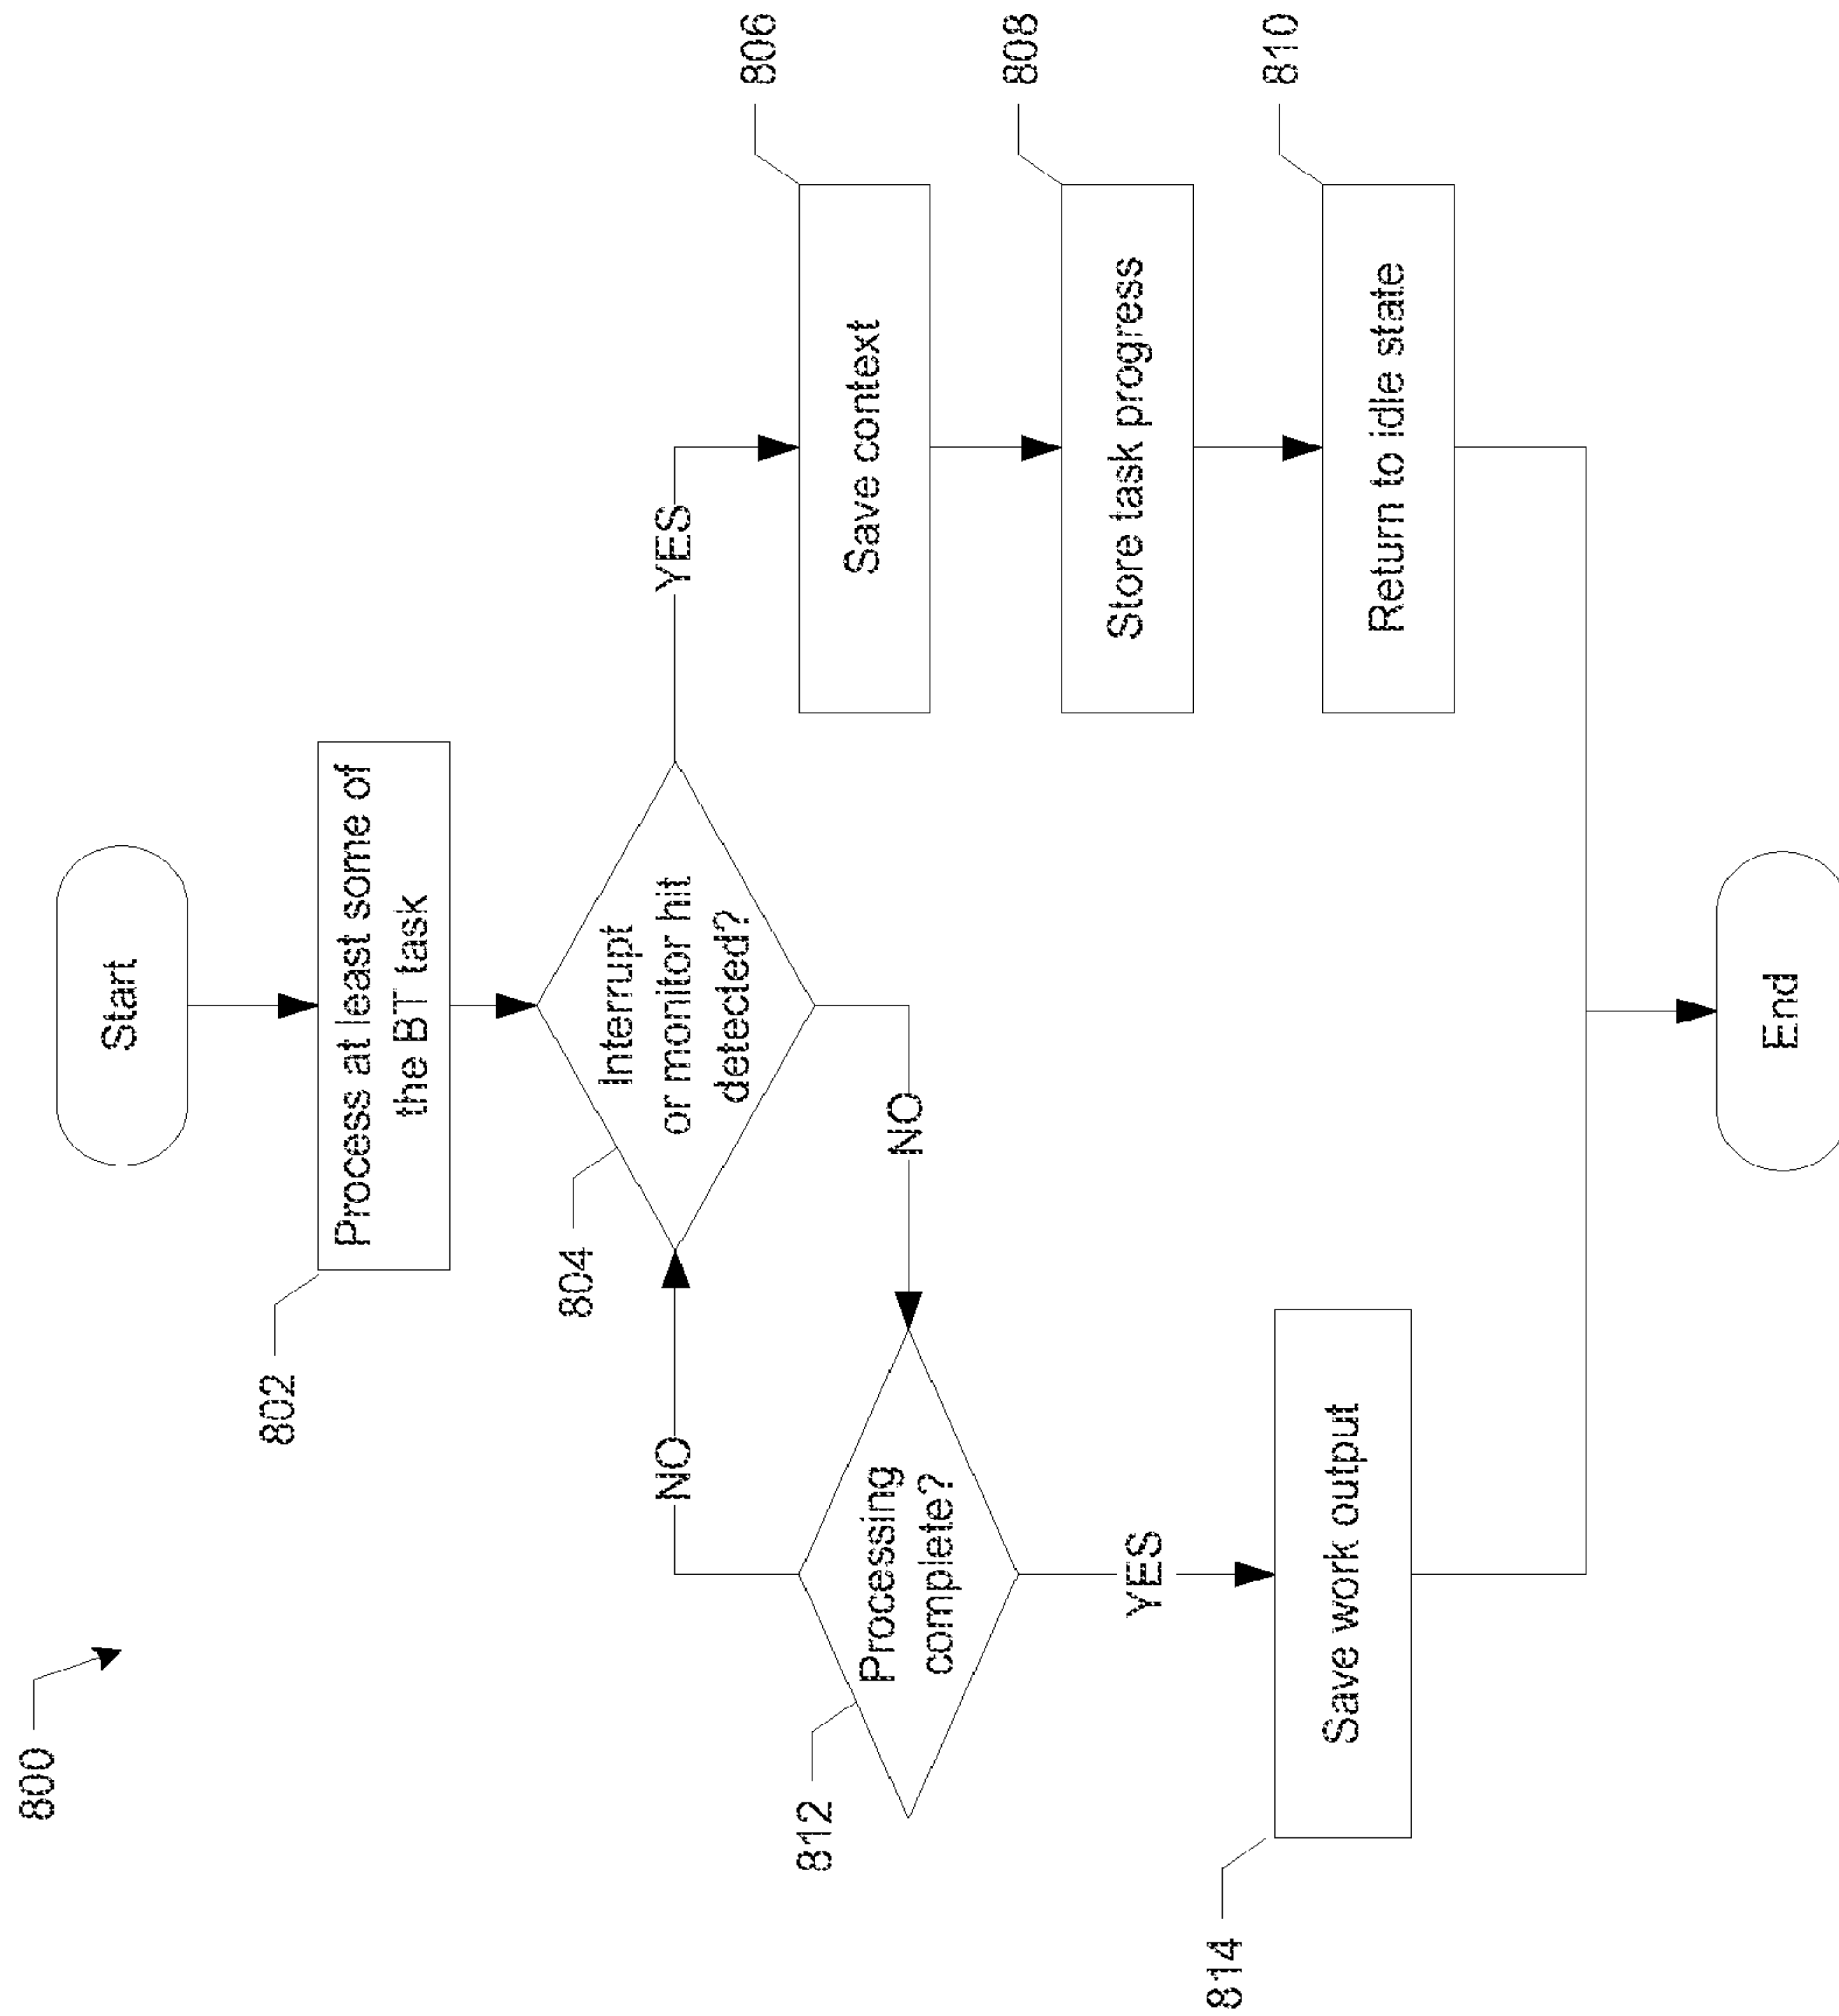 800
Start
802
Process at least some of
the BT task
804
Interrupt
or monitor hit
detected?
YES
NO
806
Save context
808
Store task progress
810
Return to idle state
NO
812
Processing
complete?
YES
814
Save work output
End